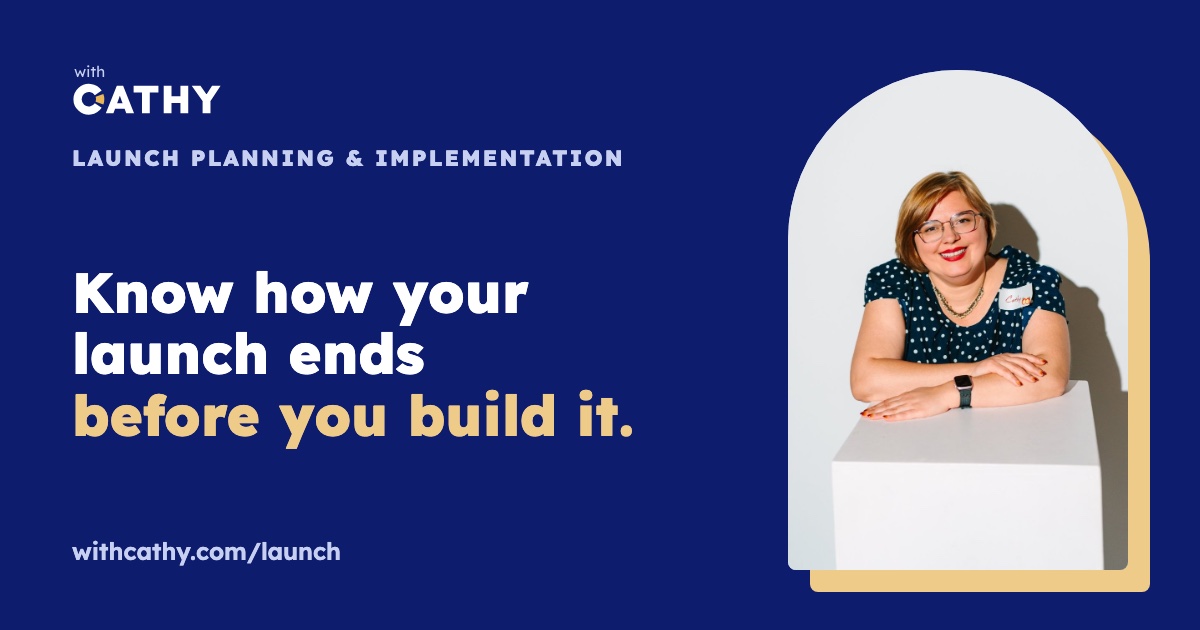 with
CATHY
LAUNCH PLANNING & IMPLEMENTATION
Know how your
launch ends
before you build it.
withcathy.com/launch